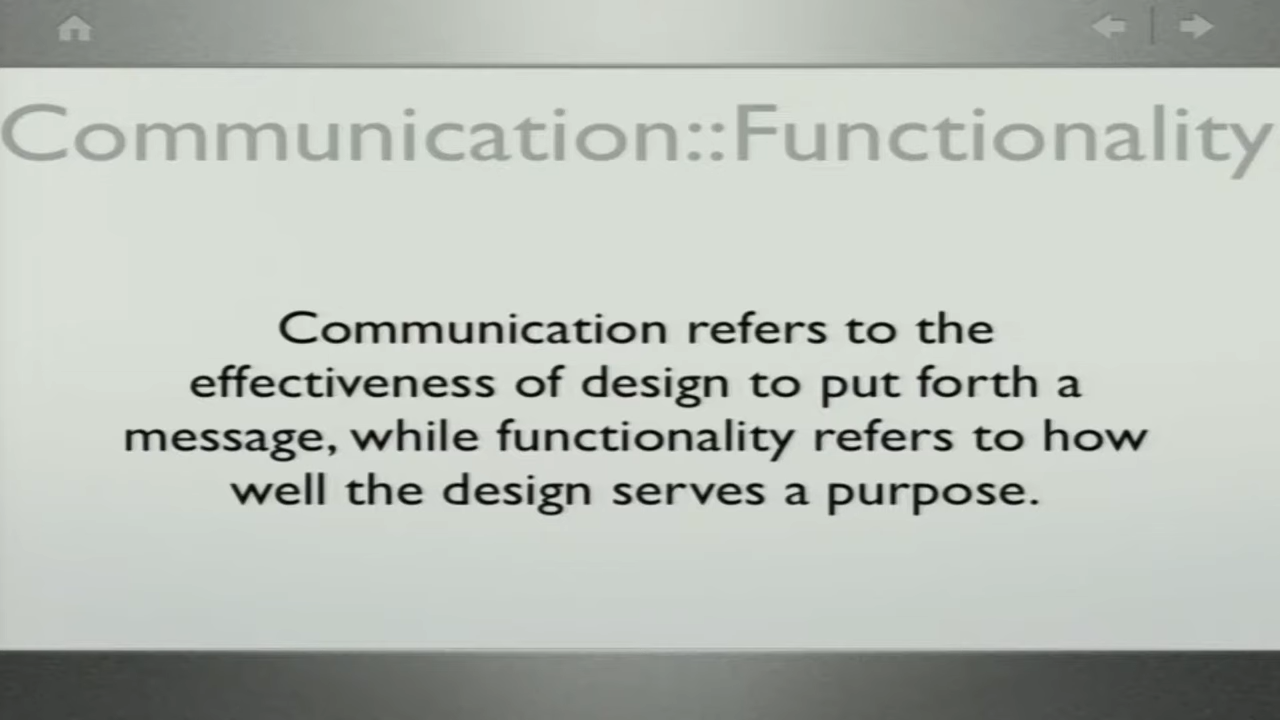 Communication::Functionality
Communication refers to the
effectiveness of design to put forth a
message, while functionality refers to how
well the design serves a purpose.